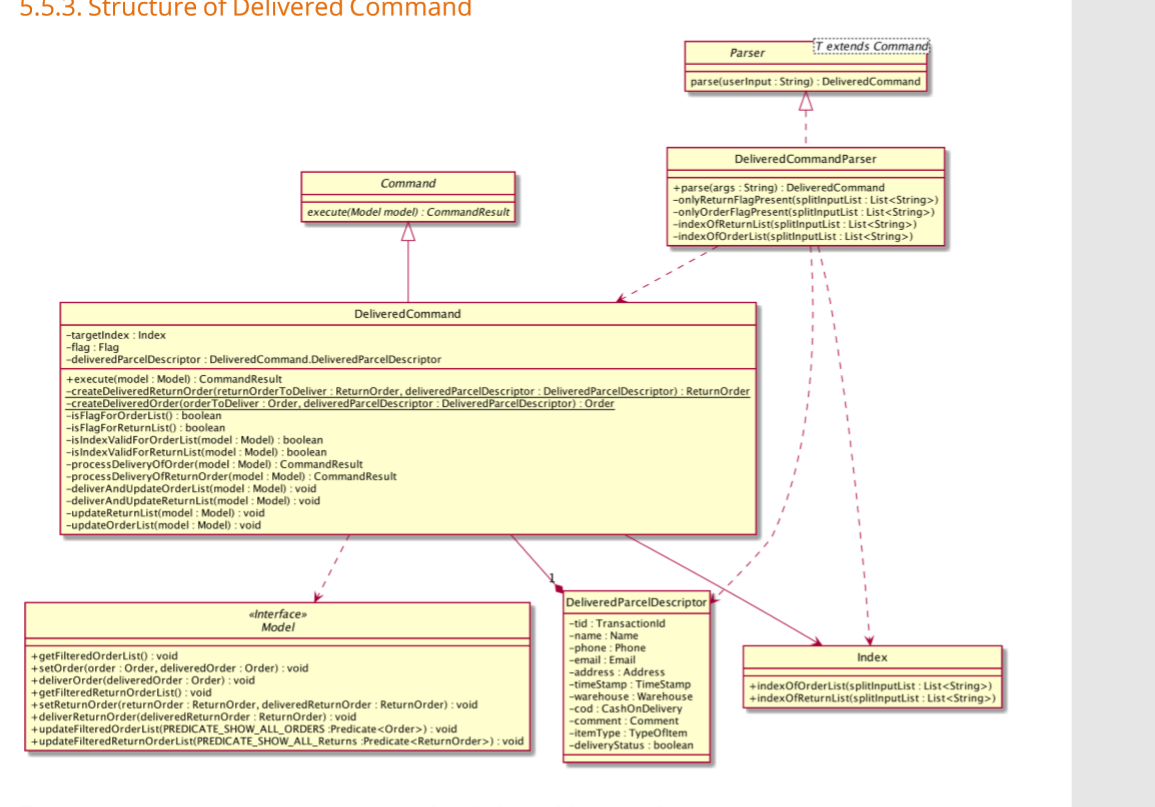 5.5.3. Structure of Delivered Command
T extends Command
Parser
parse(userInput : String) : DeliveredCommand
DeliveredCommandParser
+parse(args : String) : DeliveredCommand
-onlyReturnFlagPresent(splitInputList : List<String>)
-onlyOrderFlagPresent(splitInputList : List<String>)
-indexOfReturnList(splitInputList : List<String>)
-indexOfOrderList(splitInputList : List<String>)
Command
execute(Model model) : CommandResult
DeliveredCommand
-targetIndex : Index
-flag : Flag
-deliveredParcelDescriptor : DeliveredCommand.DeliveredParcelDescriptor
+execute(model : Model) : CommandResult
-createDeliveredReturnOrder(returnOrderToDeliver : ReturnOrder, deliveredParcelDescriptor : DeliveredParcelDescriptor) : ReturnOrder
-createDeliveredOrder(orderToDeliver : Order, deliveredParcelDescriptor : DeliveredParcelDescriptor) : Order
-isFlagForOrderList() : boolean
-isFlagForReturnList() : boolean
-isIndexValidForOrderList(model : Model) : boolean
-isIndexValidForReturnList(model : Model) : boolean
-processDeliveryOfOrder(model : Model) : CommandResult
-processDeliveryOfReturnOrder(model : Model) : CommandResult
-deliverAndUpdateOrderList(model : Model) : void
-deliverAndUpdateReturnList(model : Model) : void
-updateReturnList(model : Model) : void
-updateOrderList(model : Model) : void
1
«Interface»
Model
+getFilteredOrderList() : void
+setOrder(order : Order, deliveredOrder : Order) : void
+deliverOrder(deliveredOrder : Order) : void
+getFilteredReturnOrderList() : void
+setReturnOrder(returnOrder : ReturnOrder, deliveredReturnOrder : ReturnOrder) : void
+deliverReturnOrder(deliveredReturnOrder : ReturnOrder) : void
+updateFilteredOrderList(PREDICATE_SHOW_ALL_ORDERS :Predicate<Order>) : void
+updateFilteredReturnOrderList(PREDICATE_SHOW_ALL_Returns :Predicate<ReturnOrder>) : void
DeliveredParcelDescriptor
-tid : TransactionId
-name : Name
-phone : Phone
-email : Email
-address : Address
-timeStamp : TimeStamp
-warehouse : Warehouse
-cod : CashOnDelivery
-comment : Comment
-itemType : TypeOfItem
-deliveryStatus : boolean
Index
+indexOfOrderList(splitInputList : List<String>)
+indexOfReturnList(splitInputList : List<String>)